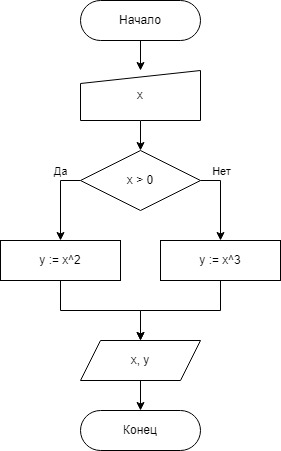 Начало
x
x > 0
Да
Нет
y := x^2
y := x^3
x, y
Конец